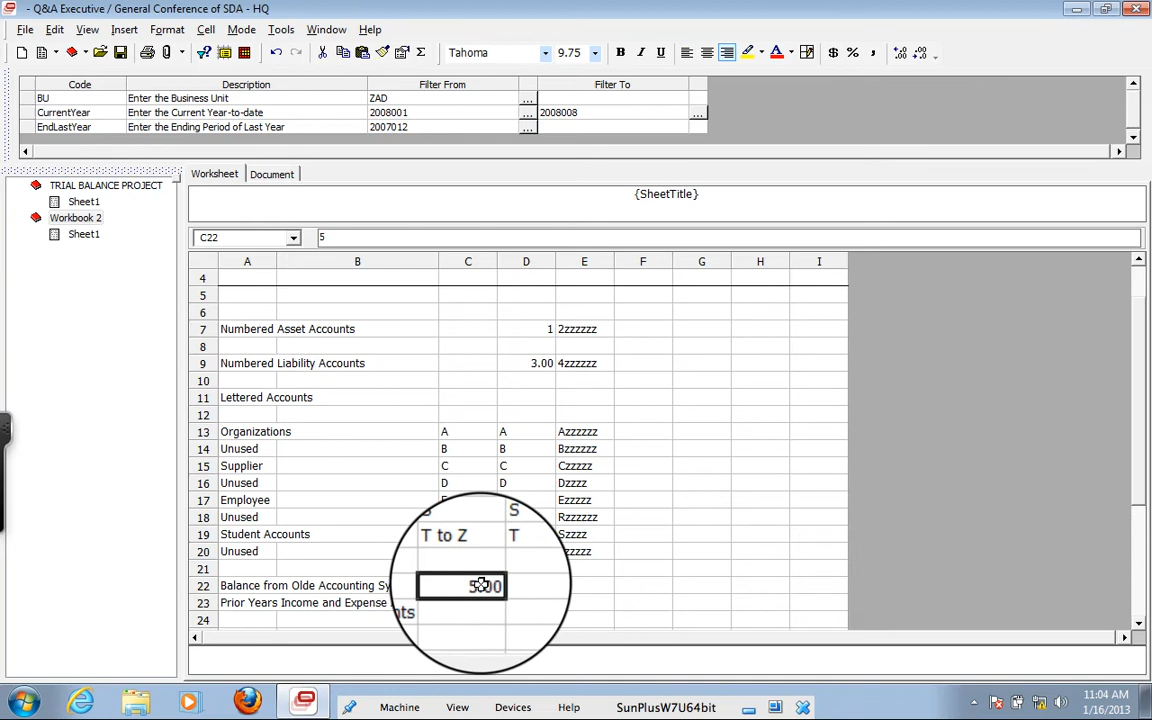 - Q&A Executive / General Conference of SDA - HQ
File Edit View Insert Format Cell Mode Tools Window Help
Tahoma 9.75 B I U A $ % ,
Code Description Filter From Filter To
BU Enter the Business Unit ZAD ...
CurrentYear Enter the Current Year-to-date 2008001 ... 2008008 ...
EndLastYear Enter the Ending Period of Last Year 2007012 ...
Worksheet Document
TRIAL BALANCE PROJECT
Sheet1
Workbook 2
Sheet1
{SheetTitle}
C22 5
A B C D E F G H I
4
5
6
7 Numbered Asset Accounts 1 2zzzzzz
8
9 Numbered Liability Accounts 3.00 4zzzzzz
10
11 Lettered Accounts
12
13 Organizations A A Azzzzzz
14 Unused B B Bzzzzzz
15 Supplier C C Czzzzz
16 Unused D D Dzzzz
17 Employee Ezzzzz
18 Unused S S Rzzzzzz
19 Student Accounts T to Z T Szzzz
20 Unused
21
22 Balance from Olde Accounting Sy 5.00
23 Prior Years Income and Expense
24
11:04 AM
Machine View Devices Help SunPlusW7U64bit
1/16/2013